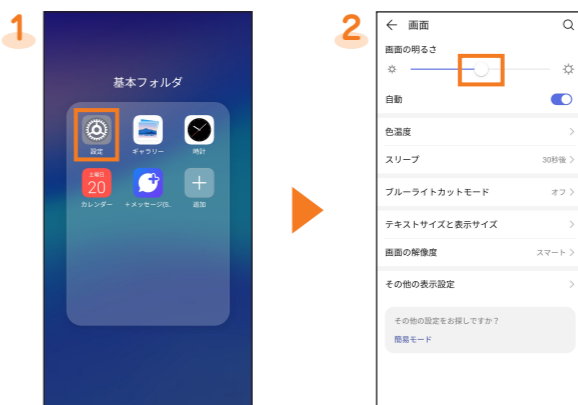 1
基本フォルダ
設定
ギャラリー
時計
土曜日
20
カレンダー
+メッセージ(S..
追加
2
画面
画面の明るさ
自動
色温度
スリープ 30秒後
ブルーライトカットモード オフ
テキストサイズと表示サイズ
画面の解像度 スマート
その他の表示設定
その他の設定をお探しですか？
簡易モード